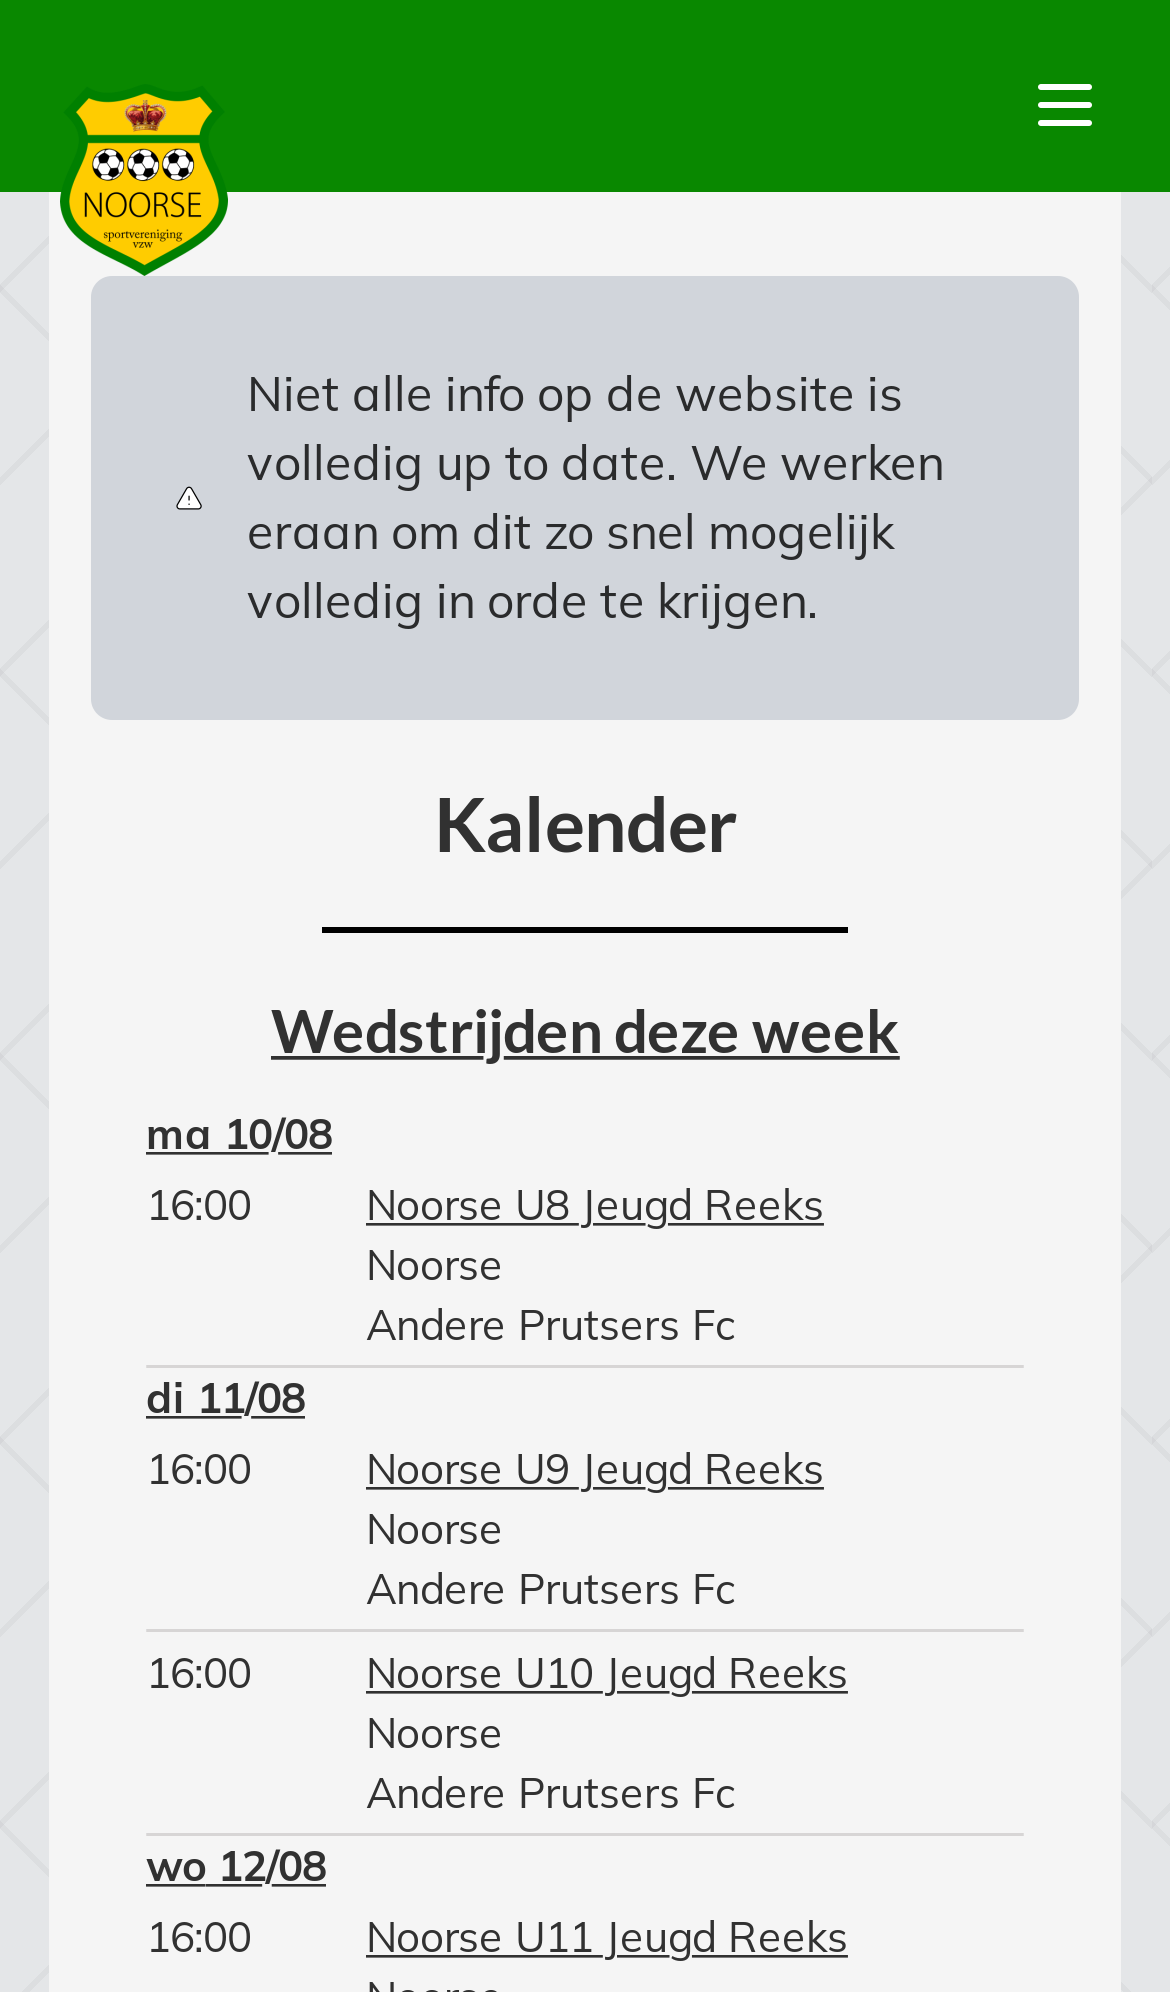 NOORSE
sportvereniging
vzw
Niet alle info op de website is
volledig up to date. We werken
eraan om dit zo snel mogelijk
volledig in orde te krijgen.
Kalender
Wedstrijden deze week
ma 10/08
16:00 Noorse U8 Jeugd Reeks
Noorse
Andere Prutsers Fc
di 11/08
16:00 Noorse U9 Jeugd Reeks
Noorse
Andere Prutsers Fc
16:00 Noorse U10 Jeugd Reeks
Noorse
Andere Prutsers Fc
wo 12/08
16:00 Noorse U11 Jeugd Reeks
Noorse